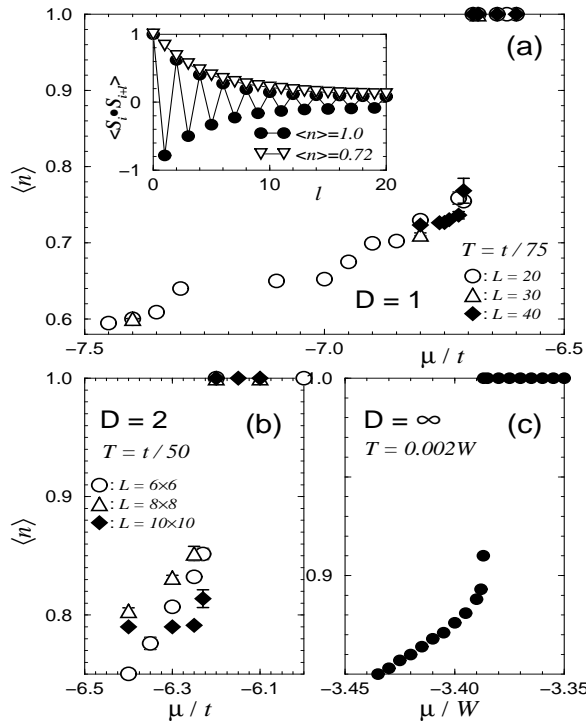 1.0
(a)
1
0
−1
<S_i•S_{i+l}>
<n>=1.0
<n>=0.72
0
10
20
l
0.9
⟨n⟩
0.8
0.7
0.6
T = t / 75
: L = 20
: L = 30
: L = 40
D = 1
−7.5
−7.0
−6.5
μ / t
1.0
D = 2
(b)
T = t / 50
: L = 6×6
: L = 8×8
: L = 10×10
⟨n⟩
0.9
0.8
−6.5
−6.3
−6.1
μ / t
1.0
D = ∞
(c)
T = 0.002W
0.9
−3.45
−3.40
−3.35
μ / W